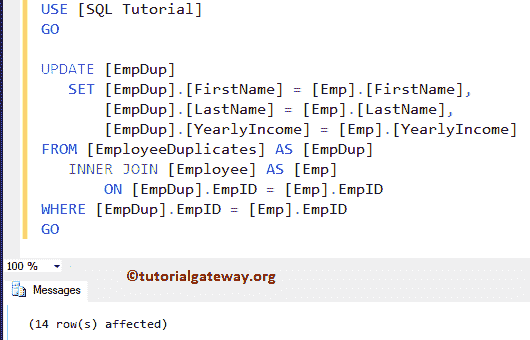 USE [SQL Tutorial]
GO
UPDATE [EmpDup]
SET [EmpDup].[FirstName] = [Emp].[FirstName],
[EmpDup].[LastName] = [Emp].[LastName],
[EmpDup].[YearlyIncome] = [Emp].[YearlyIncome]
FROM [EmployeeDuplicates] AS [EmpDup]
INNER JOIN [Employee] AS [Emp]
ON [EmpDup].EmpID = [Emp].EmpID
WHERE [EmpDup].EmpID = [Emp].EmpID
GO
100 %
©tutorialgateway.org
Messages
(14 row(s) affected)